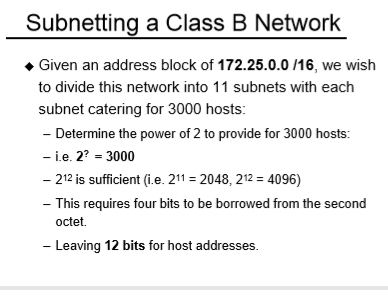 Subnetting a Class B Network
◆ Given an address block of 172.25.0.0 /16, we wish
to divide this network into 11 subnets with each
subnet catering for 3000 hosts:
– Determine the power of 2 to provide for 3000 hosts:
– i.e. 2? = 3000
– 2¹² is sufficient (i.e. 2¹¹ = 2048, 2¹² = 4096)
– This requires four bits to be borrowed from the second
octet.
– Leaving 12 bits for host addresses.